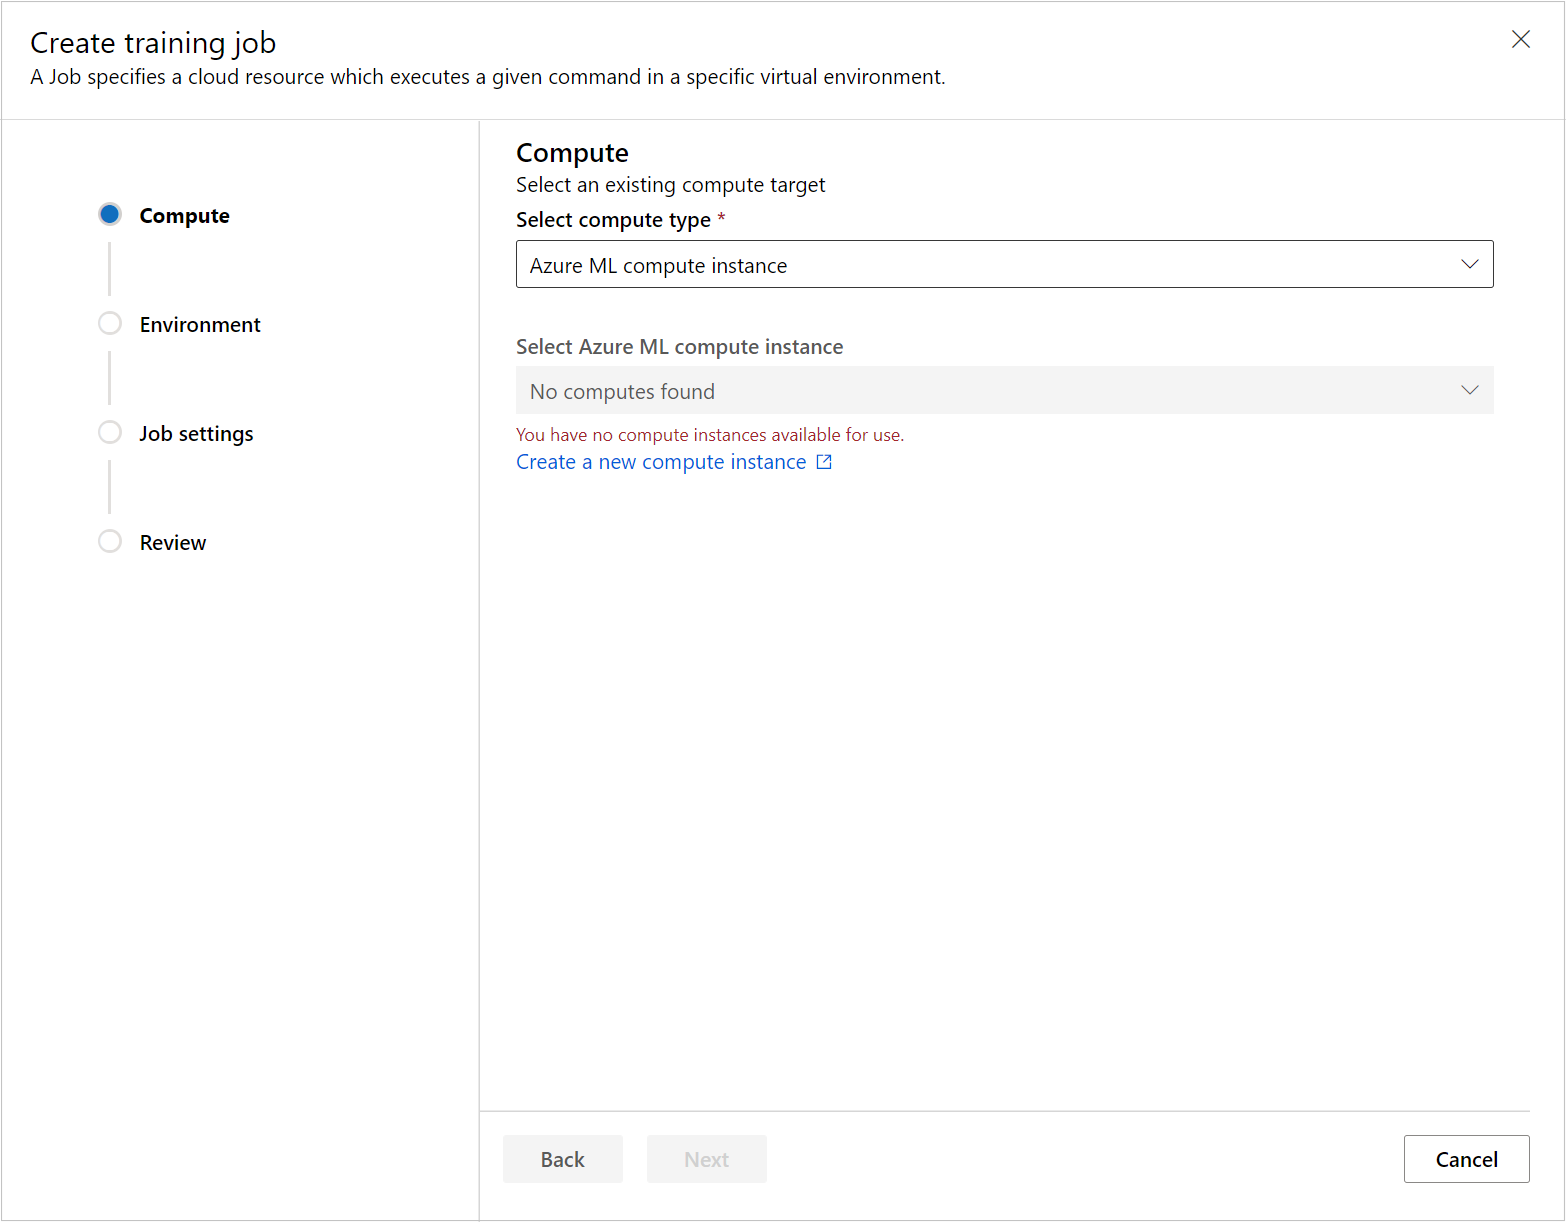 Create training job
A Job specifies a cloud resource which executes a given command in a specific virtual environment.
Compute
Environment
Job settings
Review
Compute
Select an existing compute target
Select compute type *
Azure ML compute instance
Select Azure ML compute instance
No computes found
You have no compute instances available for use.
Create a new compute instance
Back
Next
Cancel